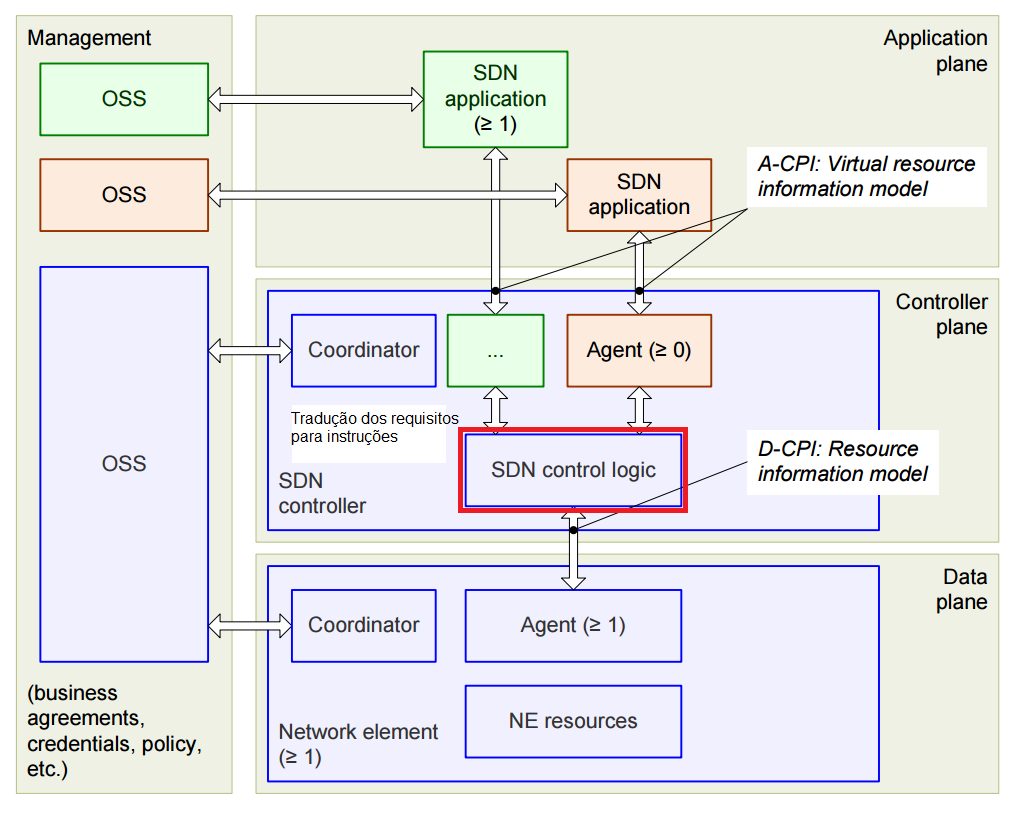 Management
OSS
OSS
OSS
(business
agreements,
credentials, policy,
etc.)
Application
plane
SDN
application
(≥ 1)
SDN
application
A-CPI: Virtual resource
information model
Controller
plane
Coordinator
...
Agent (≥ 0)
Tradução dos requisitos
para instruções
SDN control logic
SDN
controller
D-CPI: Resource
information model
Data
plane
Coordinator
Agent (≥ 1)
NE resources
Network element
(≥ 1)